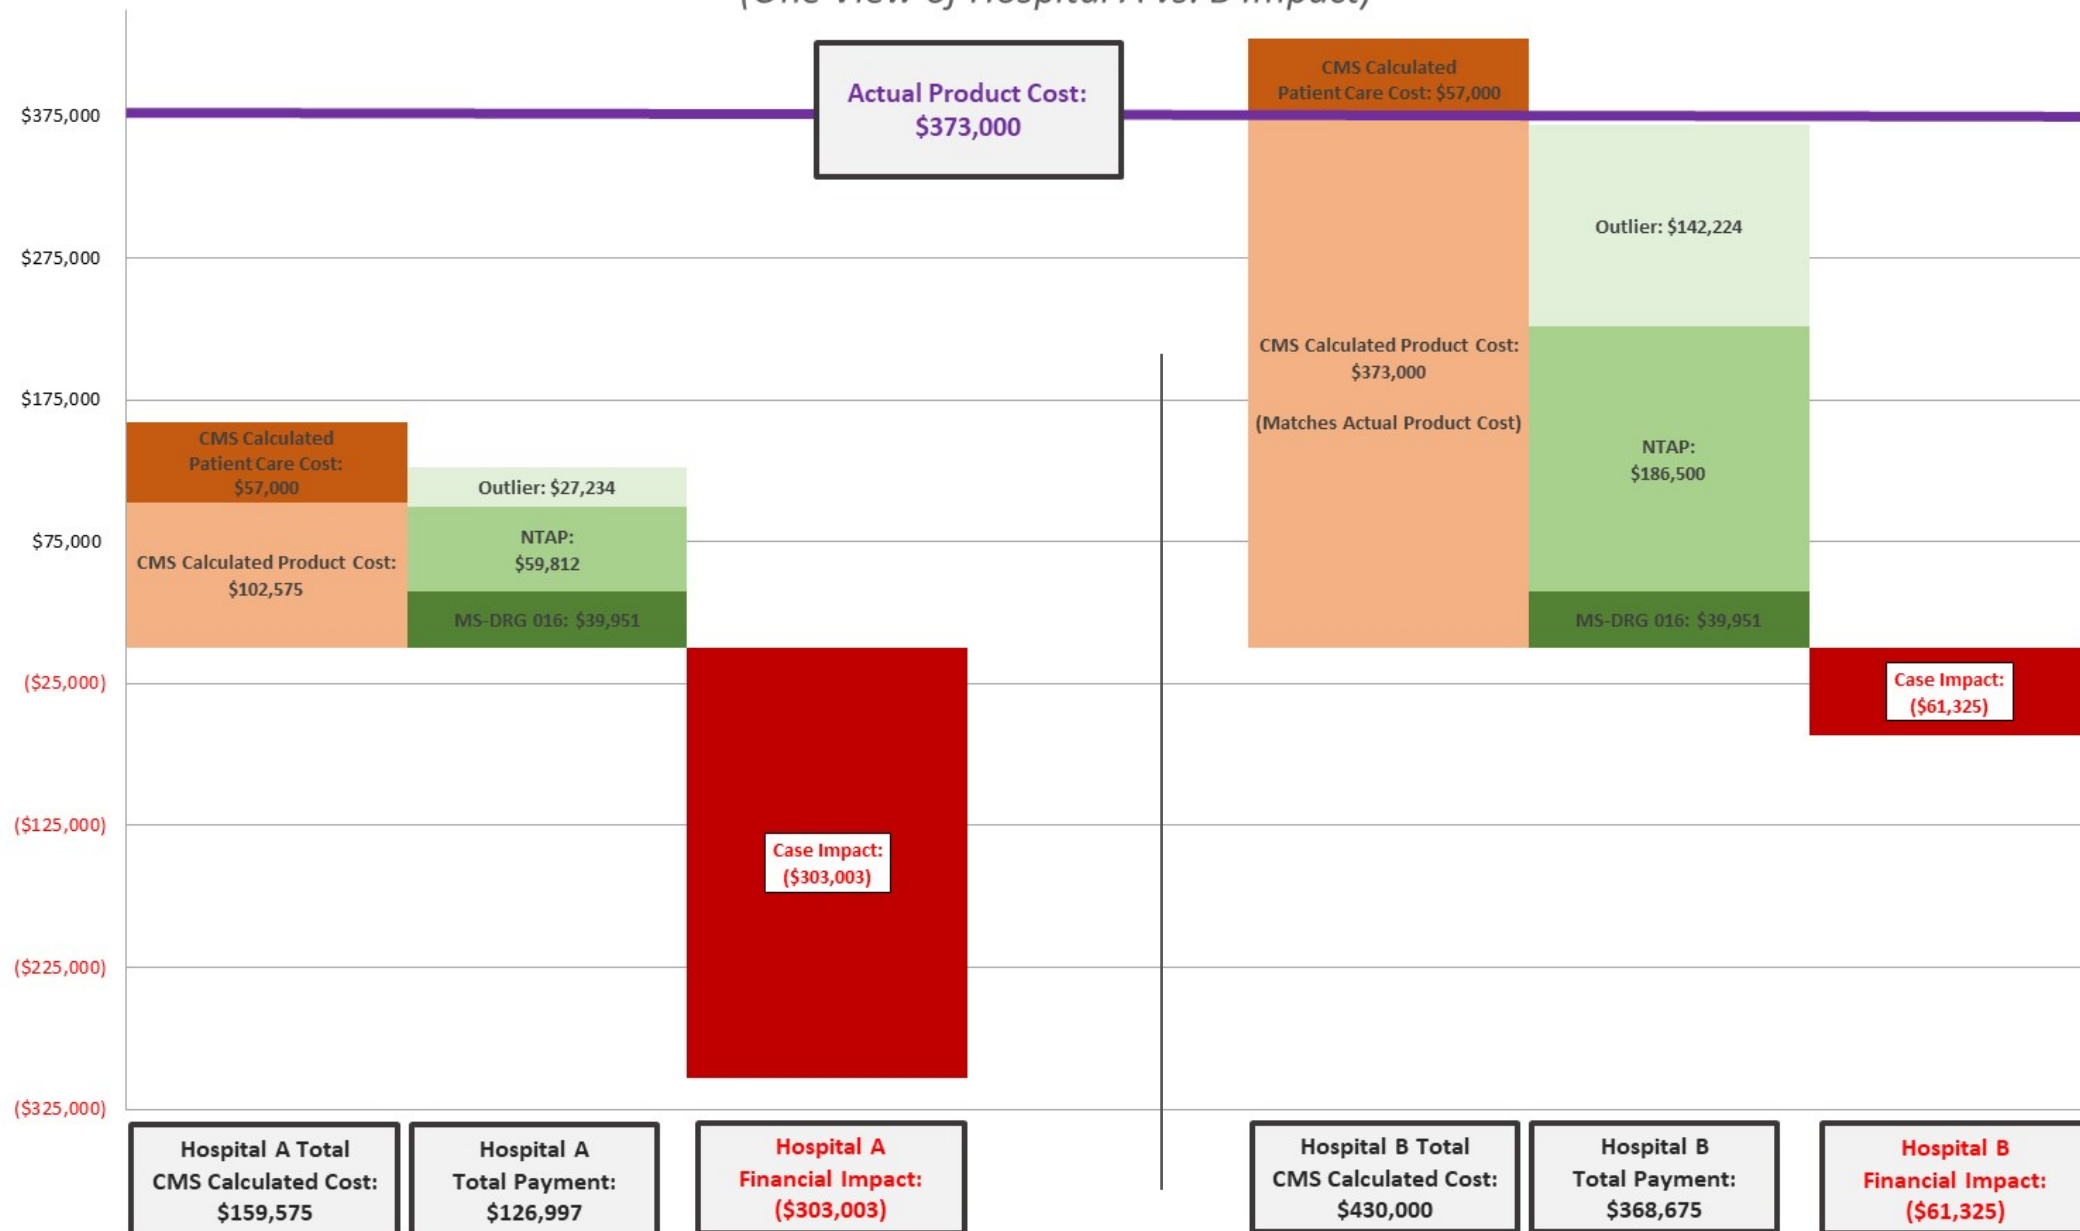 (One View of Hospital A vs. B Impact)
Actual Product Cost:
$373,000
$375,000
$275,000
$175,000
$75,000
($25,000)
($125,000)
($225,000)
($325,000)
CMS Calculated
Patient Care Cost:
$57,000
CMS Calculated Product Cost:
$102,575
Outlier: $27,234
NTAP:
$59,812
MS-DRG 016: $39,951
Case Impact:
($303,003)
CMS Calculated
Patient Care Cost: $57,000
CMS Calculated Product Cost:
$373,000
(Matches Actual Product Cost)
Outlier: $142,224
NTAP:
$186,500
MS-DRG 016: $39,951
Case Impact:
($61,325)
Hospital A Total
CMS Calculated Cost:
$159,575
Hospital A
Total Payment:
$126,997
Hospital A
Financial Impact:
($303,003)
Hospital B Total
CMS Calculated Cost:
$430,000
Hospital B
Total Payment:
$368,675
Hospital B
Financial Impact:
($61,325)